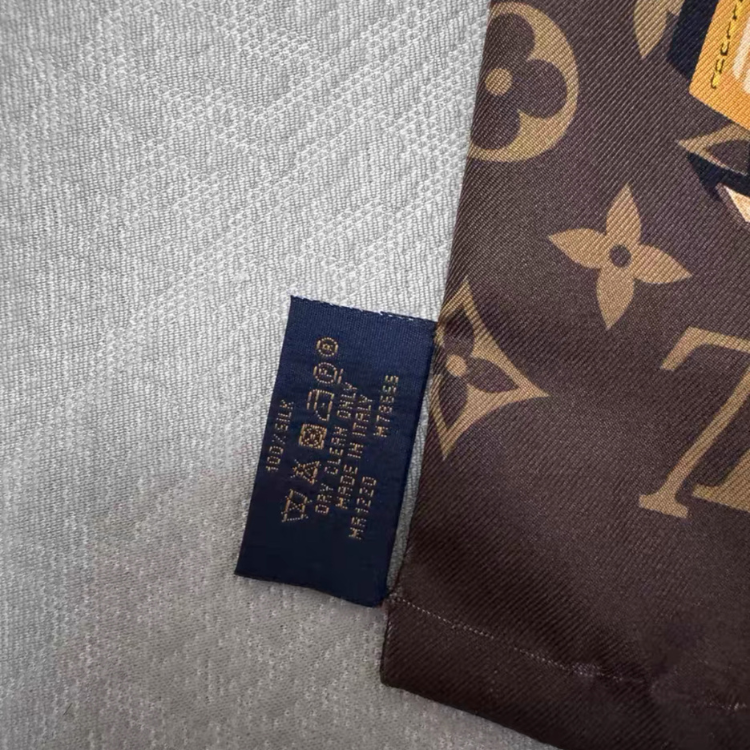 100%SILK
DRY CLEAN ONLY
MADE IN ITALY
MR1220
M78655